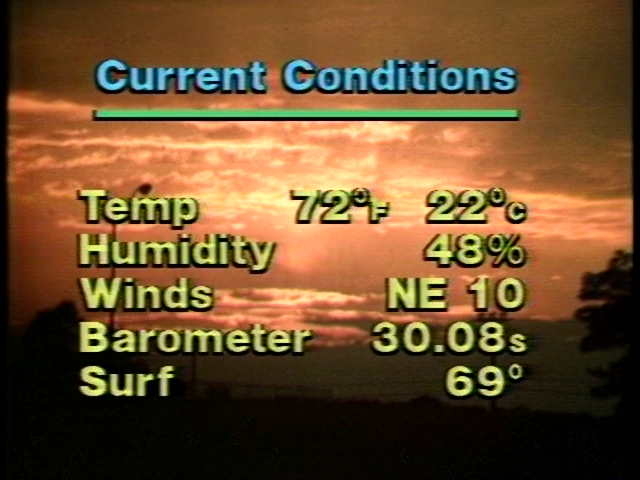 Current Conditions
Temp 72°F 22°C
Humidity 48%
Winds NE 10
Barometer 30.08s
Surf 69°